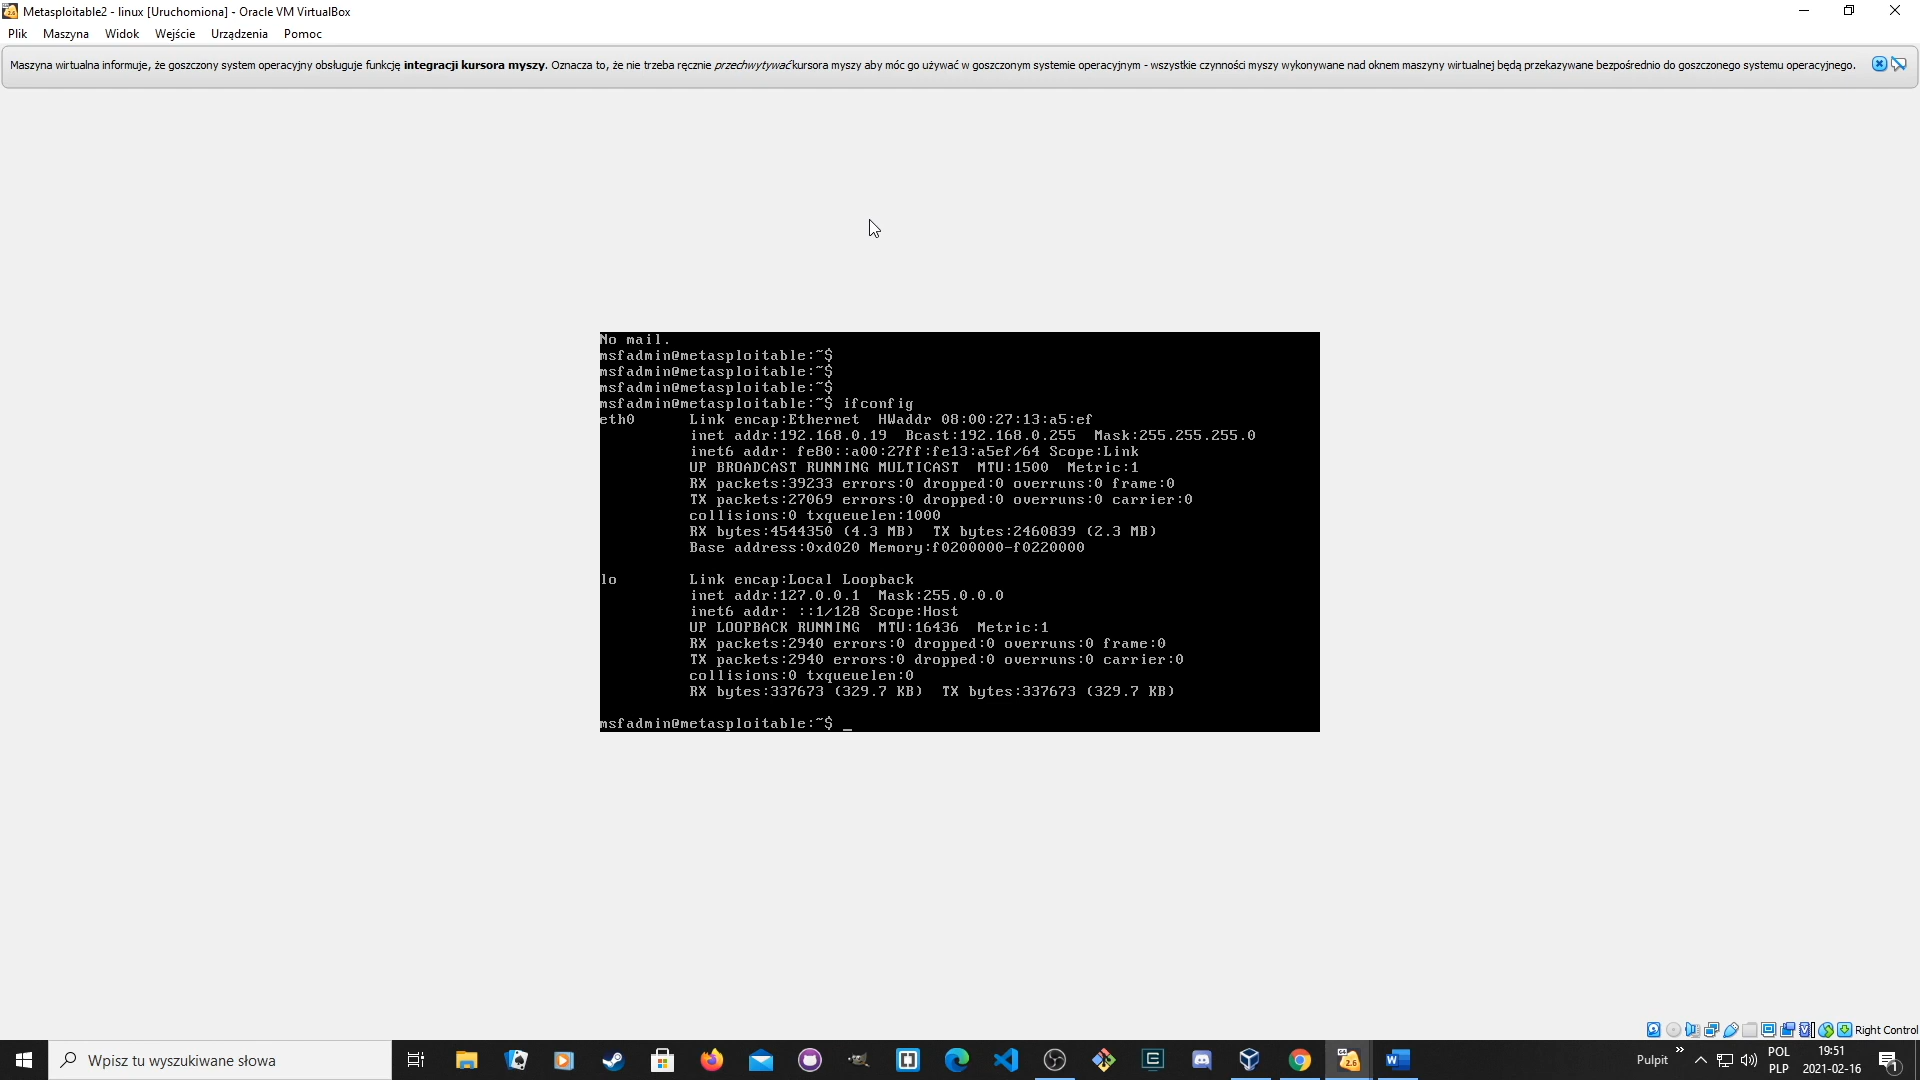 Metasploitable2 - linux [Uruchomiona] - Oracle VM VirtualBox
Plik Maszyna Widok Wejście Urządzenia Pomoc
Maszyna wirtualna informuje, że goszczony system operacyjny obsługuje funkcję integracji kursora myszy. Oznacza to, że nie trzeba ręcznie przechwytywać kursora myszy aby móc go używać w goszczonym systemie operacyjnym - wszystkie czynności myszy wykonywane nad oknem maszyny wirtualnej będą przekazywane bezpośrednio do goszczonego systemu operacyjnego.
No mail.
msfadmin@metasploitable:~$
msfadmin@metasploitable:~$
msfadmin@metasploitable:~$
msfadmin@metasploitable:~$ ifconfig
eth0 Link encap:Ethernet HWaddr 08:00:27:13:a5:ef
inet addr:192.168.0.19 Bcast:192.168.0.255 Mask:255.255.255.0
inet6 addr: fe80::a00:27ff:fe13:a5ef/64 Scope:Link
UP BROADCAST RUNNING MULTICAST MTU:1500 Metric:1
RX packets:39233 errors:0 dropped:0 overruns:0 frame:0
TX packets:27069 errors:0 dropped:0 overruns:0 carrier:0
collisions:0 txqueuelen:1000
RX bytes:4544350 (4.3 MB) TX bytes:2460839 (2.3 MB)
Base address:0xd020 Memory:f0200000-f0220000
lo Link encap:Local Loopback
inet addr:127.0.0.1 Mask:255.0.0.0
inet6 addr: ::1/128 Scope:Host
UP LOOPBACK RUNNING MTU:16436 Metric:1
RX packets:2940 errors:0 dropped:0 overruns:0 frame:0
TX packets:2940 errors:0 dropped:0 overruns:0 carrier:0
collisions:0 txqueuelen:0
RX bytes:337673 (329.7 KB) TX bytes:337673 (329.7 KB)
msfadmin@metasploitable:~$ _
Right Control
Wpisz tu wyszukiwane słowa
Pulpit
POL
PLP
19:51
2021-02-16
1